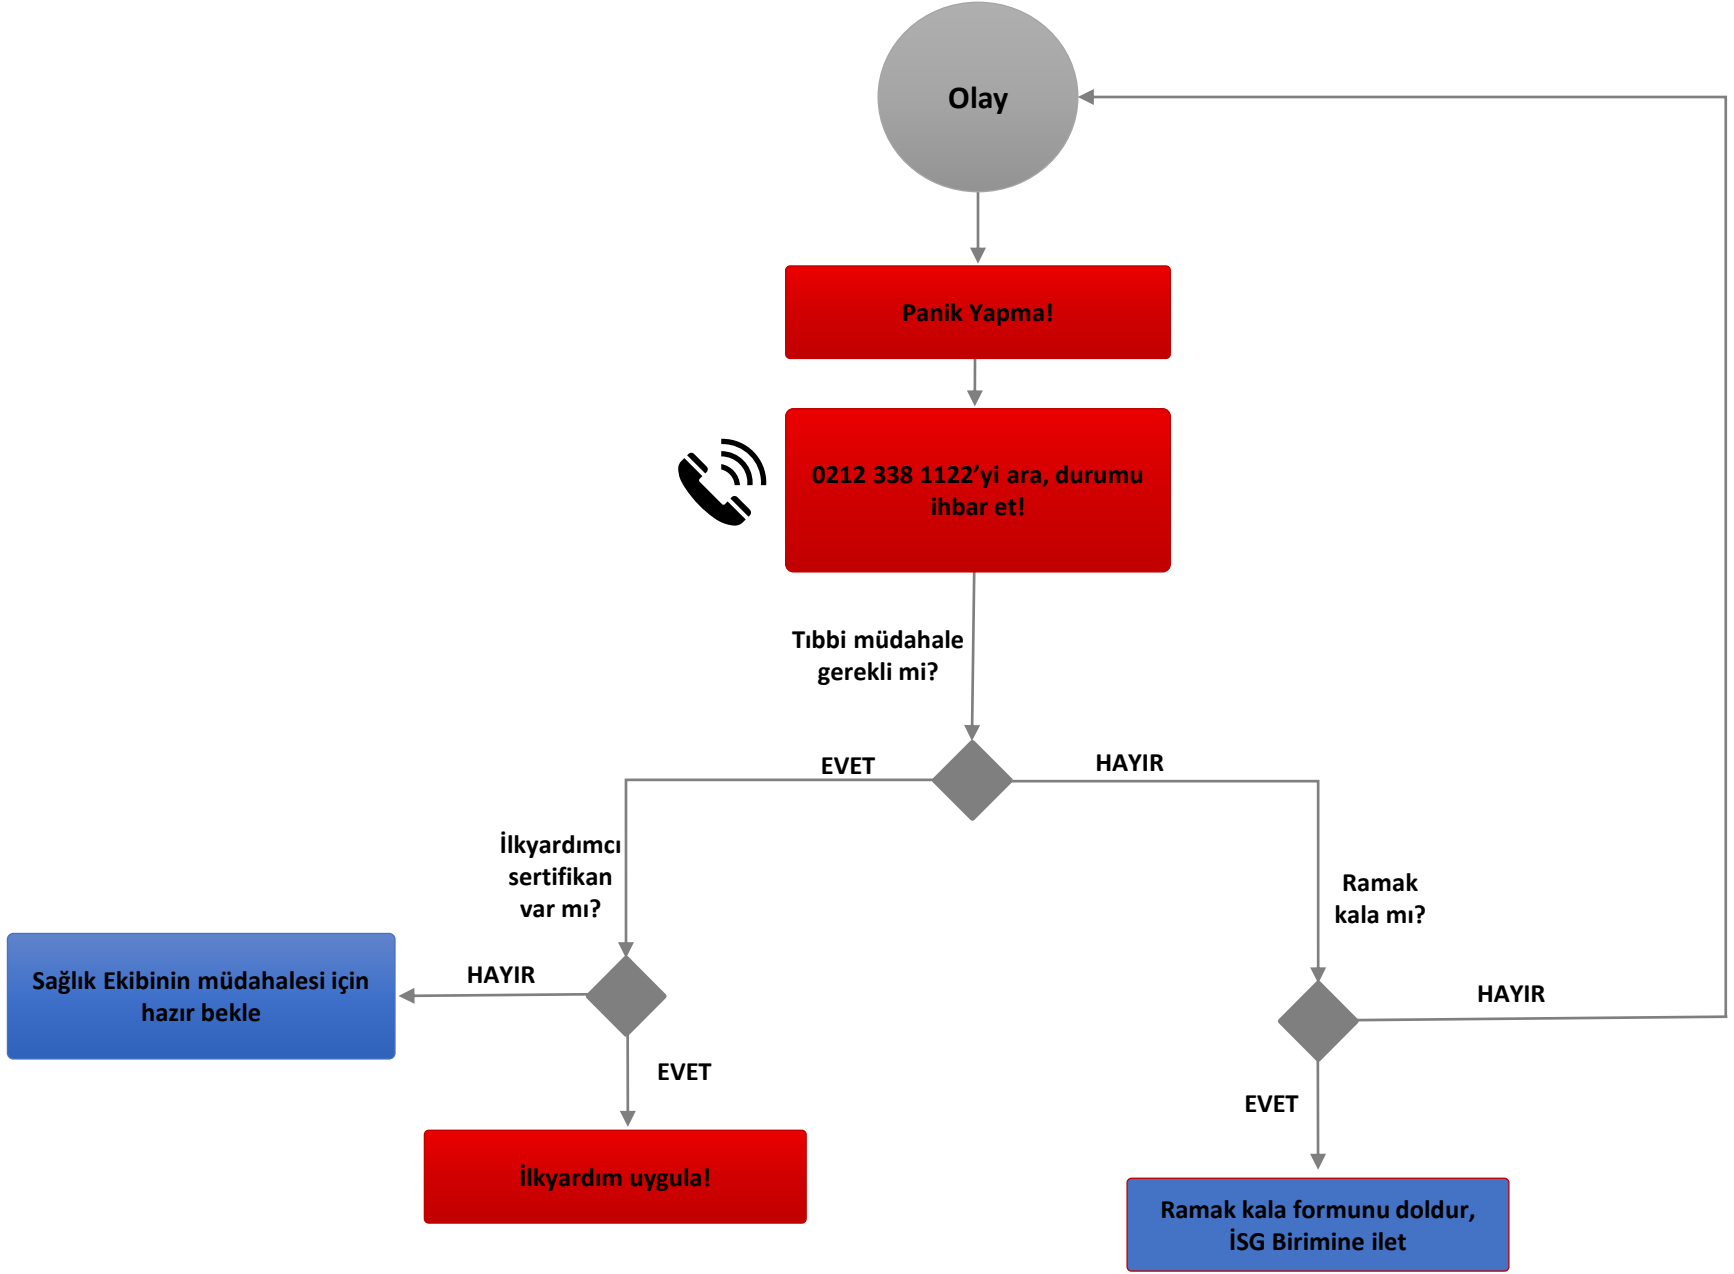 Olay
Panik Yapma!
0212 338 1122’yi ara, durumu
ihbar et!
Tıbbi müdahale
gerekli mi?
EVET
HAYIR
İlkyardımcı
sertifikan
var mı?
Ramak
kala mı?
Sağlık Ekibinin müdahalesi için
hazır bekle
HAYIR
HAYIR
EVET
EVET
İlkyardım uygula!
Ramak kala formunu doldur,
İSG Birimine ilet